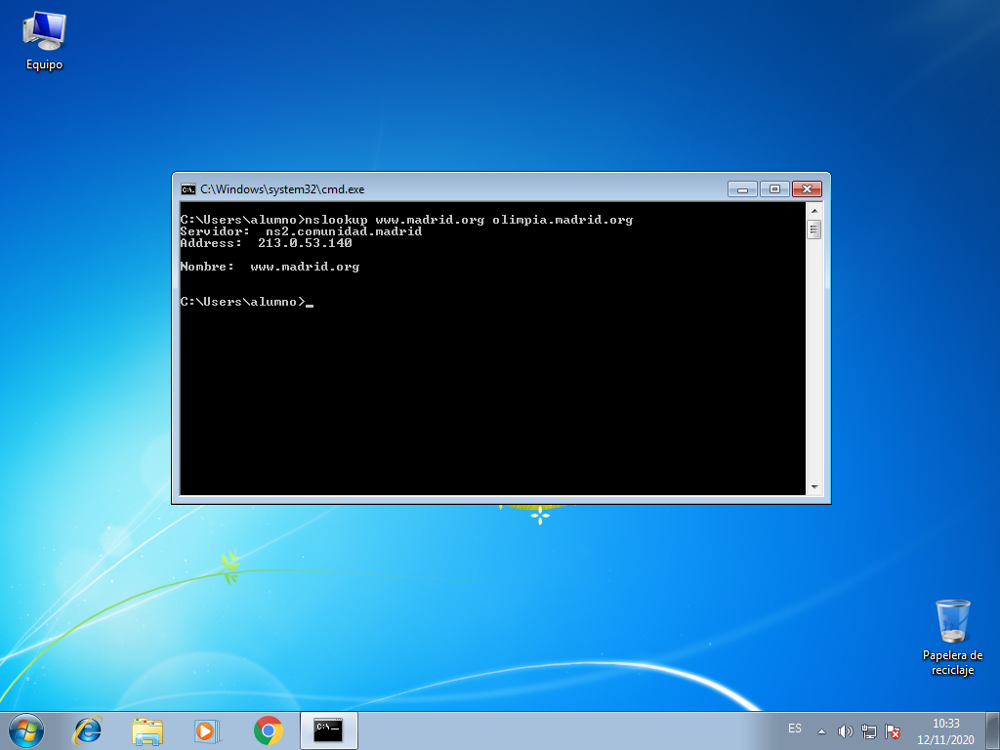 Equipo
C:\Windows\system32\cmd.exe
C:\Users\alumno>nslookup www.madrid.org olimpia.madrid.org
Servidor:  ns2.comunidad.madrid
Address:  213.0.53.140
Nombre:  www.madrid.org
C:\Users\alumno>_
Papelera de
reciclaje
ES
10:33
12/11/2020